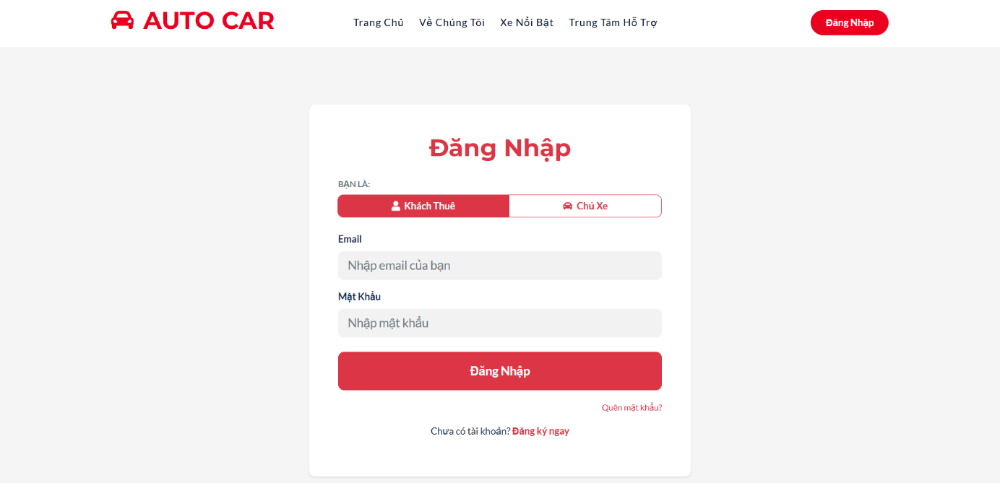 AUTO CAR
Trang Chủ Về Chúng Tôi Xe Nổi Bật Trung Tâm Hỗ Trợ
Đăng Nhập
Đăng Nhập
BẠN LÀ:
Khách Thuê
Chủ Xe
Email
Nhập email của bạn
Mật Khẩu
Nhập mật khẩu
Đăng Nhập
Quên mật khẩu?
Chưa có tài khoản? Đăng ký ngay